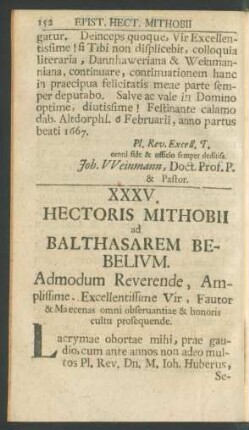 152 EPIST. HECT. MITHOBII
gatur. Deinceps quoque, Vir Excellen-
tissime! si Tibi non displicebit, colloquia
literaria, Dannhaweriana & Weinman-
niana, continuare, continuationem hanc
in praecipua felicitatis meae parte sem-
per deputabo. Salve ac vale in Domino
optime, diutissime! Festinante calamo
dab. Altdorphi. 6 Februarii, anno partus
beati 1667.
Pl. Rev. Excell. T.
omni fide & officio semper deditiss.
Joh. VVeinmann, Doct. Prof. P.
& Pastor.
XXXV.
HECTORIS MITHOBII
ad
BALTHASAREM BE-
BELIVM.
Admodum Reverende, Am-
plissime. Excellentissime Vir, Fautor
& Maecenas omni observantiae & honoris
cultu prosequende.
Lacrymae obortae mihi, prae gau-
dio, cum ante annos non adeo mul-
tos Pl. Rev. Dn. M. Ioh. Huberus,
Se-